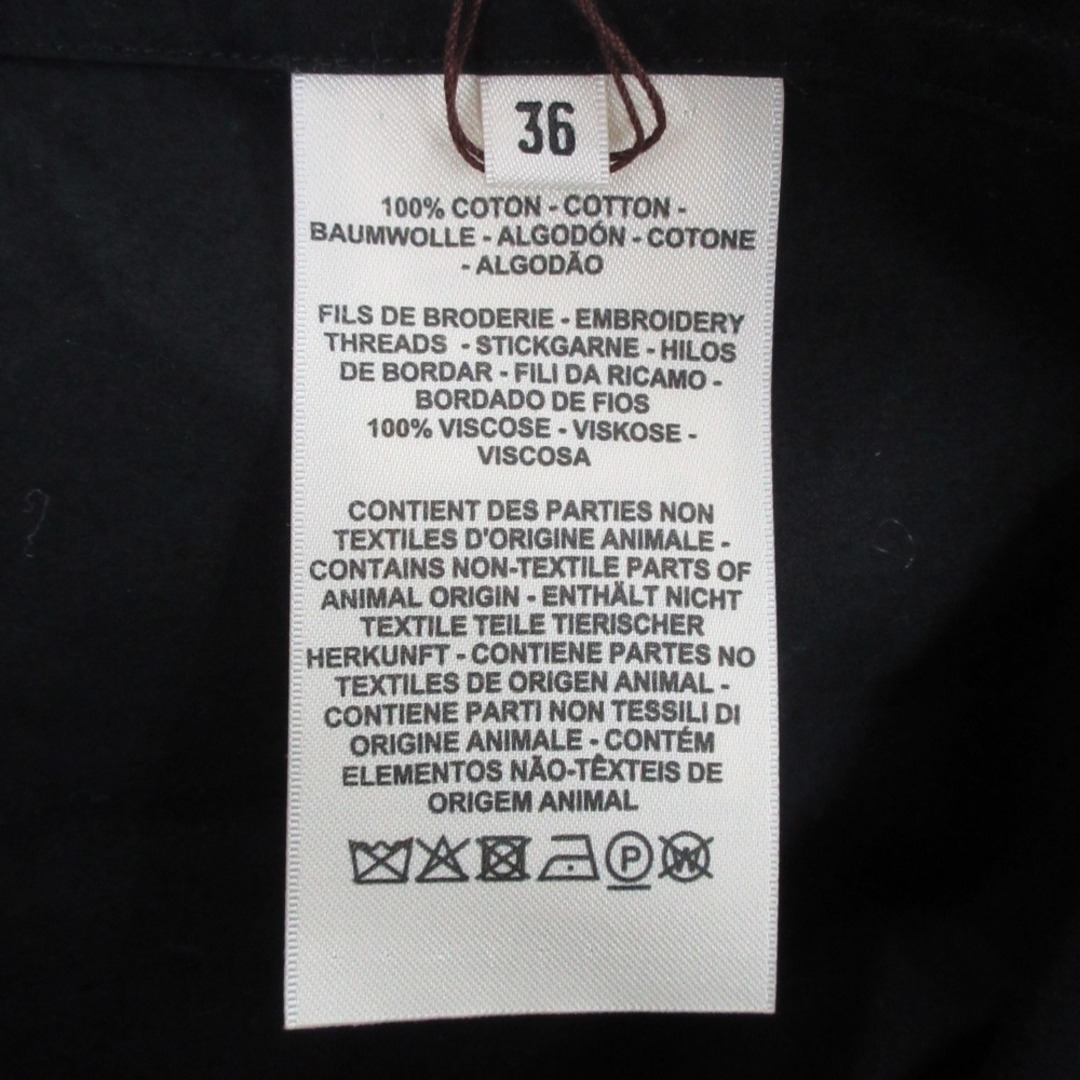 36
100% COTON - COTTON -
BAUMWOLLE - ALGODÓN - COTONE
- ALGODÃO
FILS DE BRODERIE - EMBROIDERY
THREADS - STICKGARNE - HILOS
DE BORDAR - FILI DA RICAMO -
BORDADO DE FIOS
100% VISCOSE - VISKOSE -
VISCOSA
CONTIENT DES PARTIES NON
TEXTILES D'ORIGINE ANIMALE -
CONTAINS NON-TEXTILE PARTS OF
ANIMAL ORIGIN - ENTHÄLT NICHT
TEXTILE TEILE TIERISCHER
HERKUNFT - CONTIENE PARTES NO
TEXTILES DE ORIGEN ANIMAL -
CONTIENE PARTI NON TESSILI DI
ORIGINE ANIMALE - CONTÉM
ELEMENTOS NÃO-TÊXTEIS DE
ORIGEM ANIMAL
P W